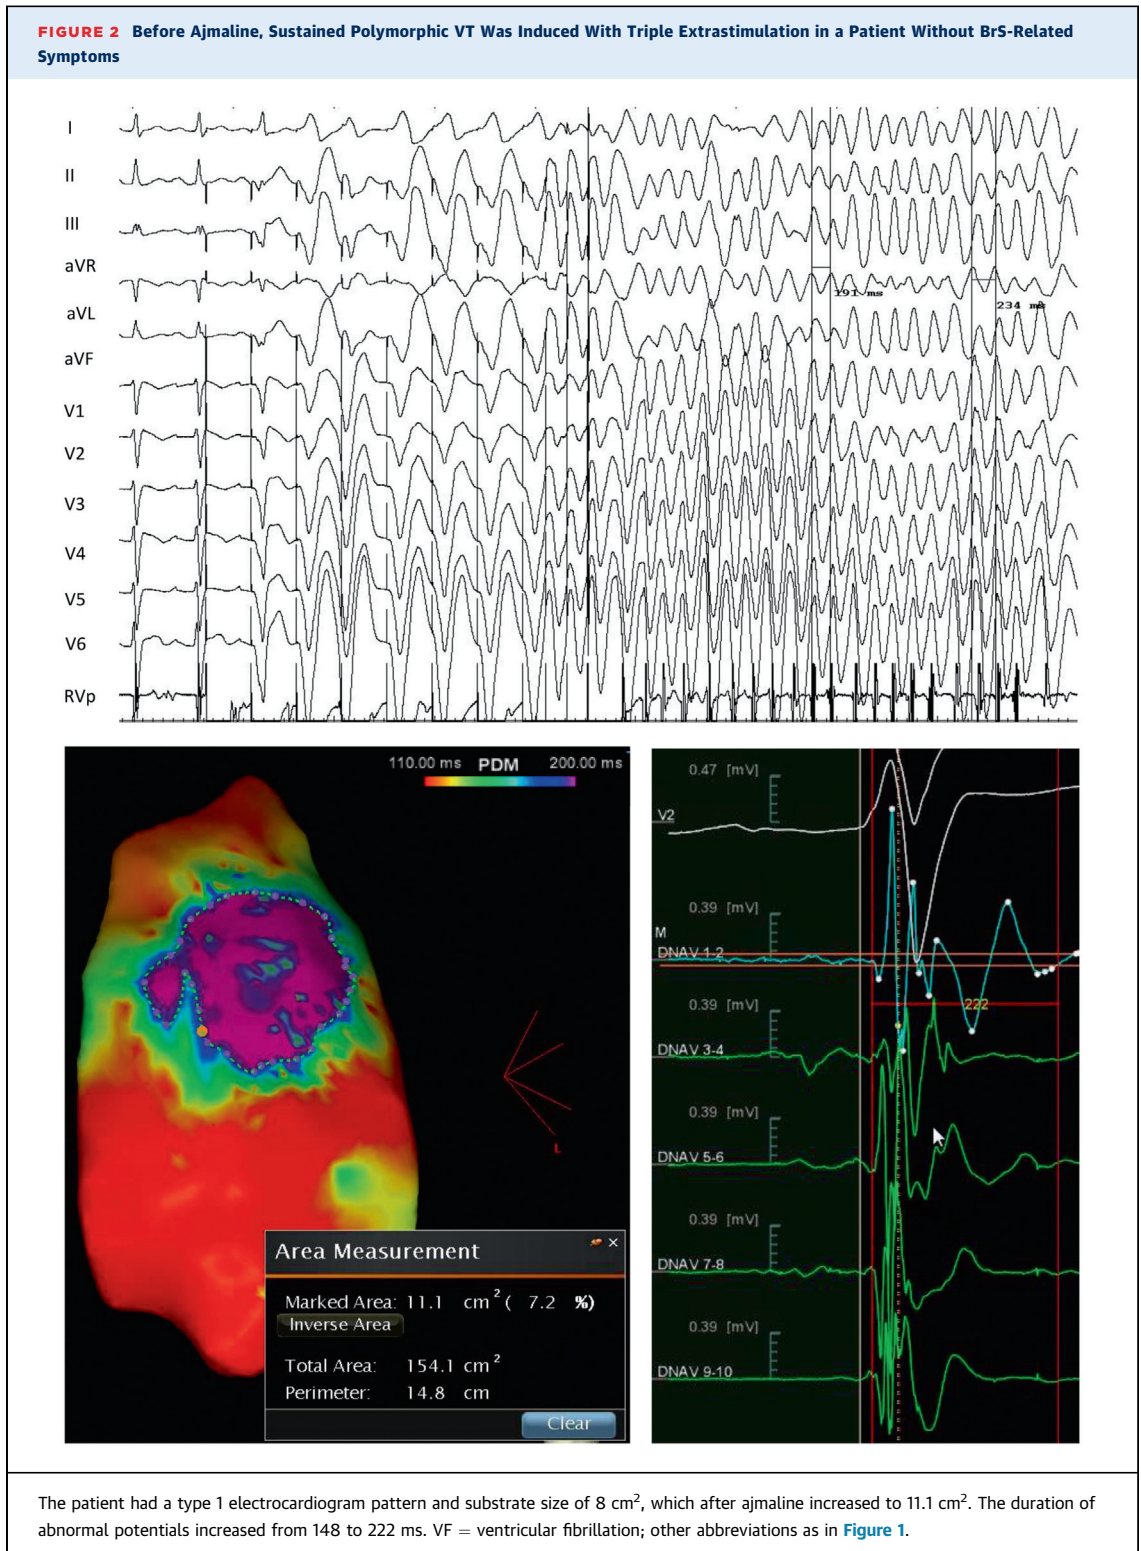 FIGURE 2 Before Ajmaline, Sustained Polymorphic VT Was Induced With Triple Extrastimulation in a Patient Without BrS-Related
Symptoms
I
II
III
aVR
aVL
aVF
V1
V2
V3
V4
V5
V6
RVp
191 ms
234 ms
110.00 ms PDM 200.00 ms
L
Area Measurement
Marked Area: 11.1 cm² ( 7.2 %)
Inverse Area
Total Area: 154.1 cm²
Perimeter: 14.8 cm
Clear
0.47 [mV]
V2
0.39 [mV]
M
DNAV 1-2
222
0.39 [mV]
DNAV 3-4
0.39 [mV]
DNAV 5-6
0.39 [mV]
DNAV 7-8
0.39 [mV]
DNAV 9-10
The patient had a type 1 electrocardiogram pattern and substrate size of 8 cm², which after ajmaline increased to 11.1 cm². The duration of
abnormal potentials increased from 148 to 222 ms. VF = ventricular fibrillation; other abbreviations as in Figure 1.